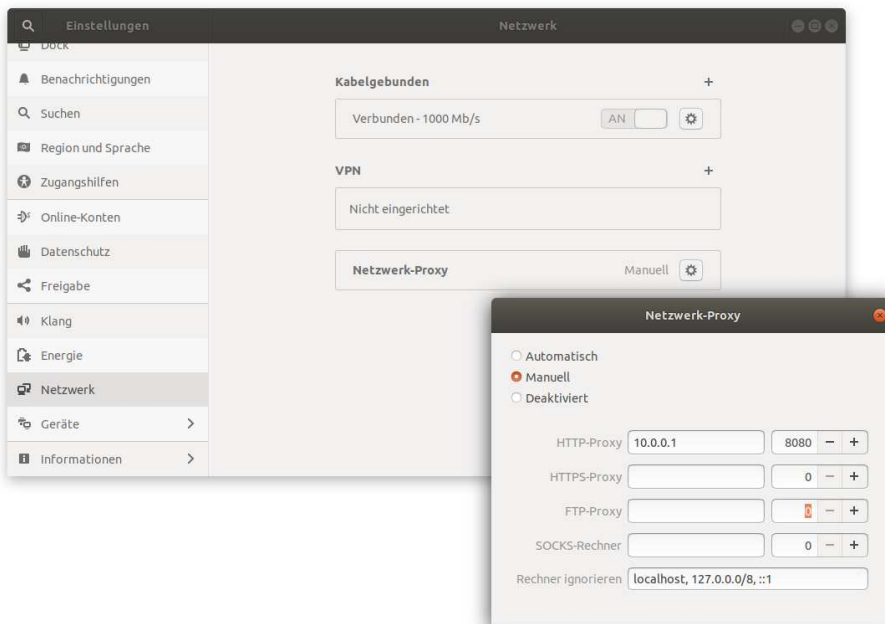 Einstellungen
Netzwerk
Dock
Benachrichtigungen
Suchen
Region und Sprache
Zugangshilfen
Online-Konten
Datenschutz
Freigabe
Klang
Energie
Netzwerk
Geräte
Informationen
Kabelgebunden +
Verbunden - 1000 Mb/s AN
VPN +
Nicht eingerichtet
Netzwerk-Proxy Manuell
Netzwerk-Proxy
Automatisch
Manuell
Deaktiviert
HTTP-Proxy 10.0.0.1 8080 − +
HTTPS-Proxy 0 − +
FTP-Proxy 0 − +
SOCKS-Rechner 0 − +
Rechner ignorieren localhost, 127.0.0.0/8, ::1